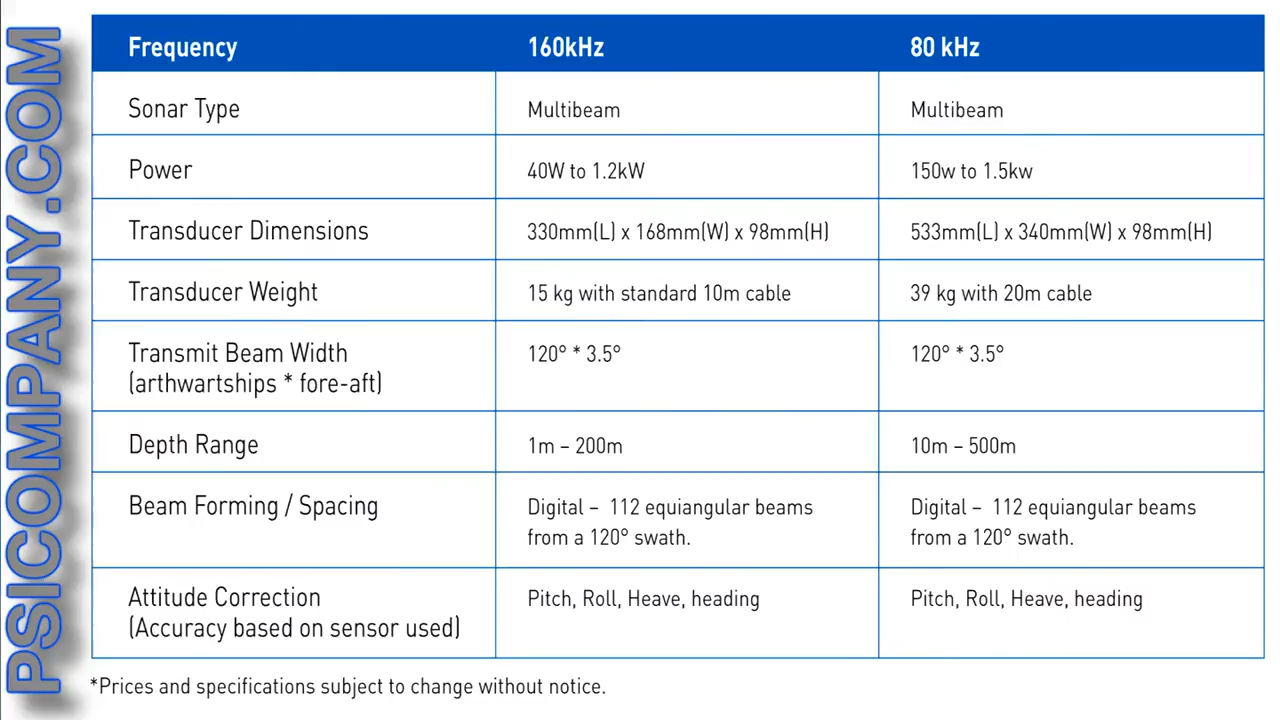 PSICOMPANY.COM
Frequency 160kHz 80 kHz
Sonar Type Multibeam Multibeam
Power 40W to 1.2kW 150w to 1.5kw
Transducer Dimensions 330mm(L) x 168mm(W) x 98mm(H) 533mm(L) x 340mm(W) x 98mm(H)
Transducer Weight 15 kg with standard 10m cable 39 kg with 20m cable
Transmit Beam Width 120° * 3.5° 120° * 3.5°
(arthwartships * fore-aft)
Depth Range 1m – 200m 10m – 500m
Beam Forming / Spacing Digital – 112 equiangular beams Digital – 112 equiangular beams
from a 120° swath. from a 120° swath.
Attitude Correction Pitch, Roll, Heave, heading Pitch, Roll, Heave, heading
(Accuracy based on sensor used)
*Prices and specifications subject to change without notice.